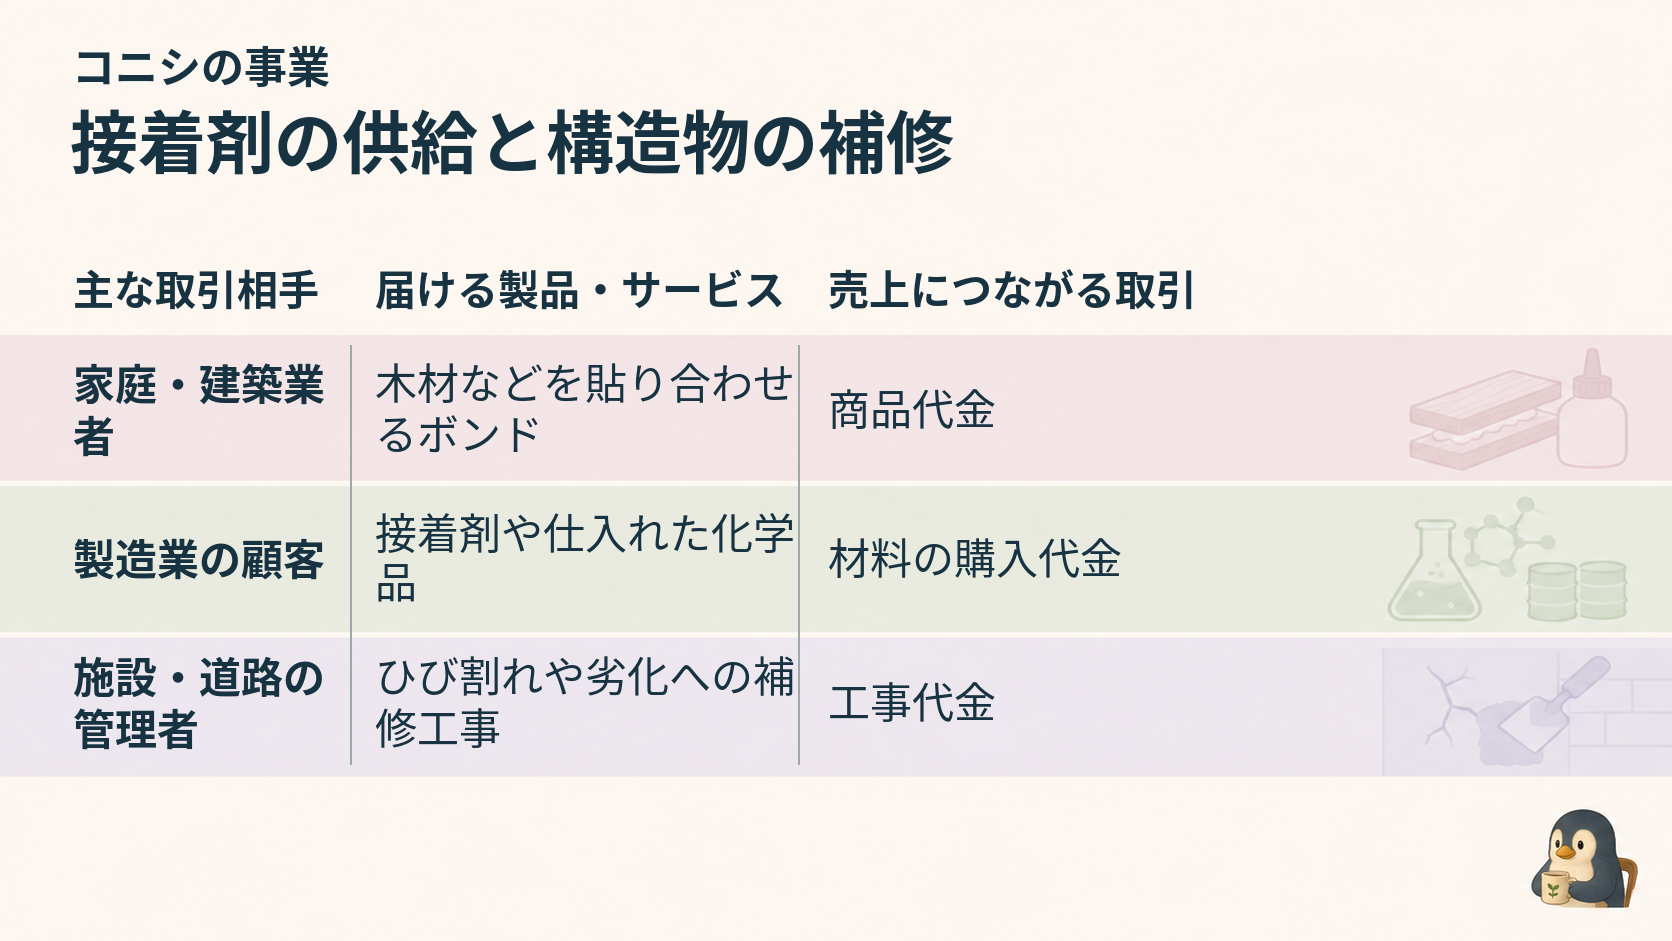 コニシの事業
接着剤の供給と構造物の補修
主な取引相手
届ける製品・サービス
売上につながる取引
家庭・建築業
者
木材などを貼り合わせ
るボンド
商品代金
製造業の顧客
接着剤や仕入れた化学
品
材料の購入代金
施設・道路の
管理者
ひび割れや劣化への補
修工事
工事代金